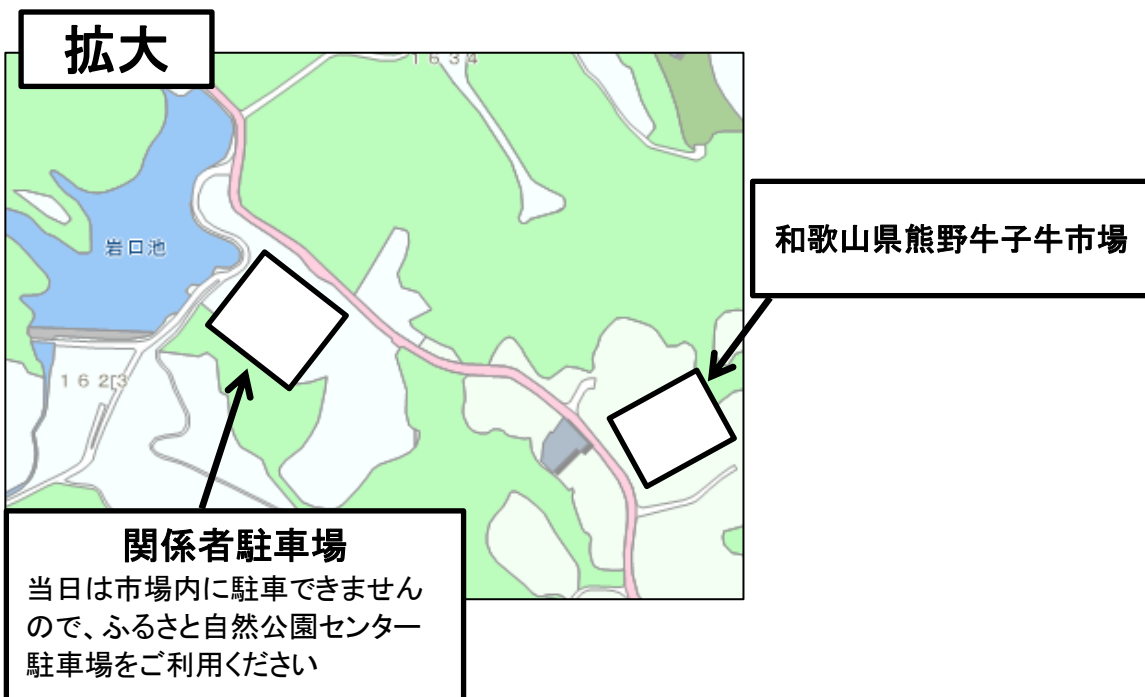 拡大
1634
岩口池
和歌山県熊野牛子牛市場
1623
関係者駐車場
当日は市場内に駐車できません
ので、ふるさと自然公園センター
駐車場をご利用ください